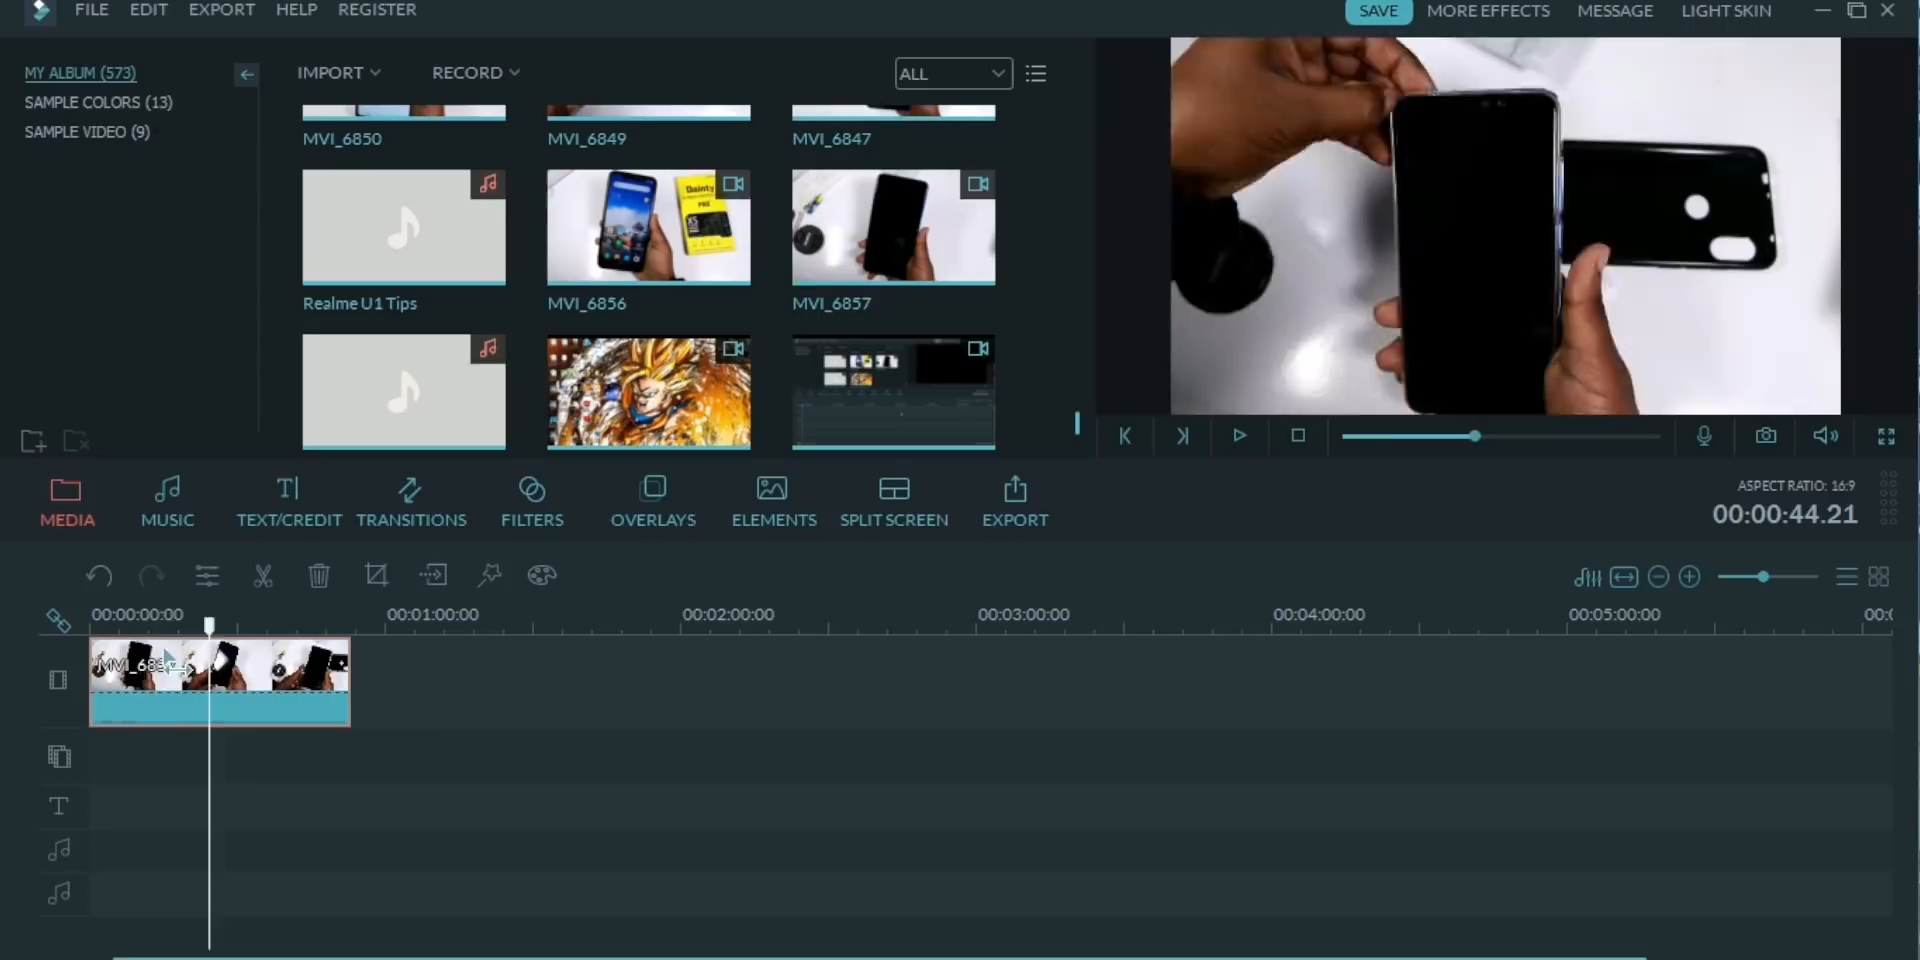 FILE EDIT EXPORT HELP REGISTER SAVE MORE EFFECTS MESSAGE LIGHT SKIN
MY ALBUM (573)
SAMPLE COLORS (13)
SAMPLE VIDEO (9)
IMPORT RECORD ALL
MVI_6850 MVI_6849 MVI_6847
Dainty
PRE
XS
Realme U1 Tips MVI_6856 MVI_6857
MEDIA MUSIC TEXT/CREDIT TRANSITIONS FILTERS OVERLAYS ELEMENTS SPLIT SCREEN EXPORT
ASPECT RATIO: 16:9
00:00:44.21
00:00:00:00 00:01:00:00 00:02:00:00 00:03:00:00 00:04:00:00 00:05:00:00